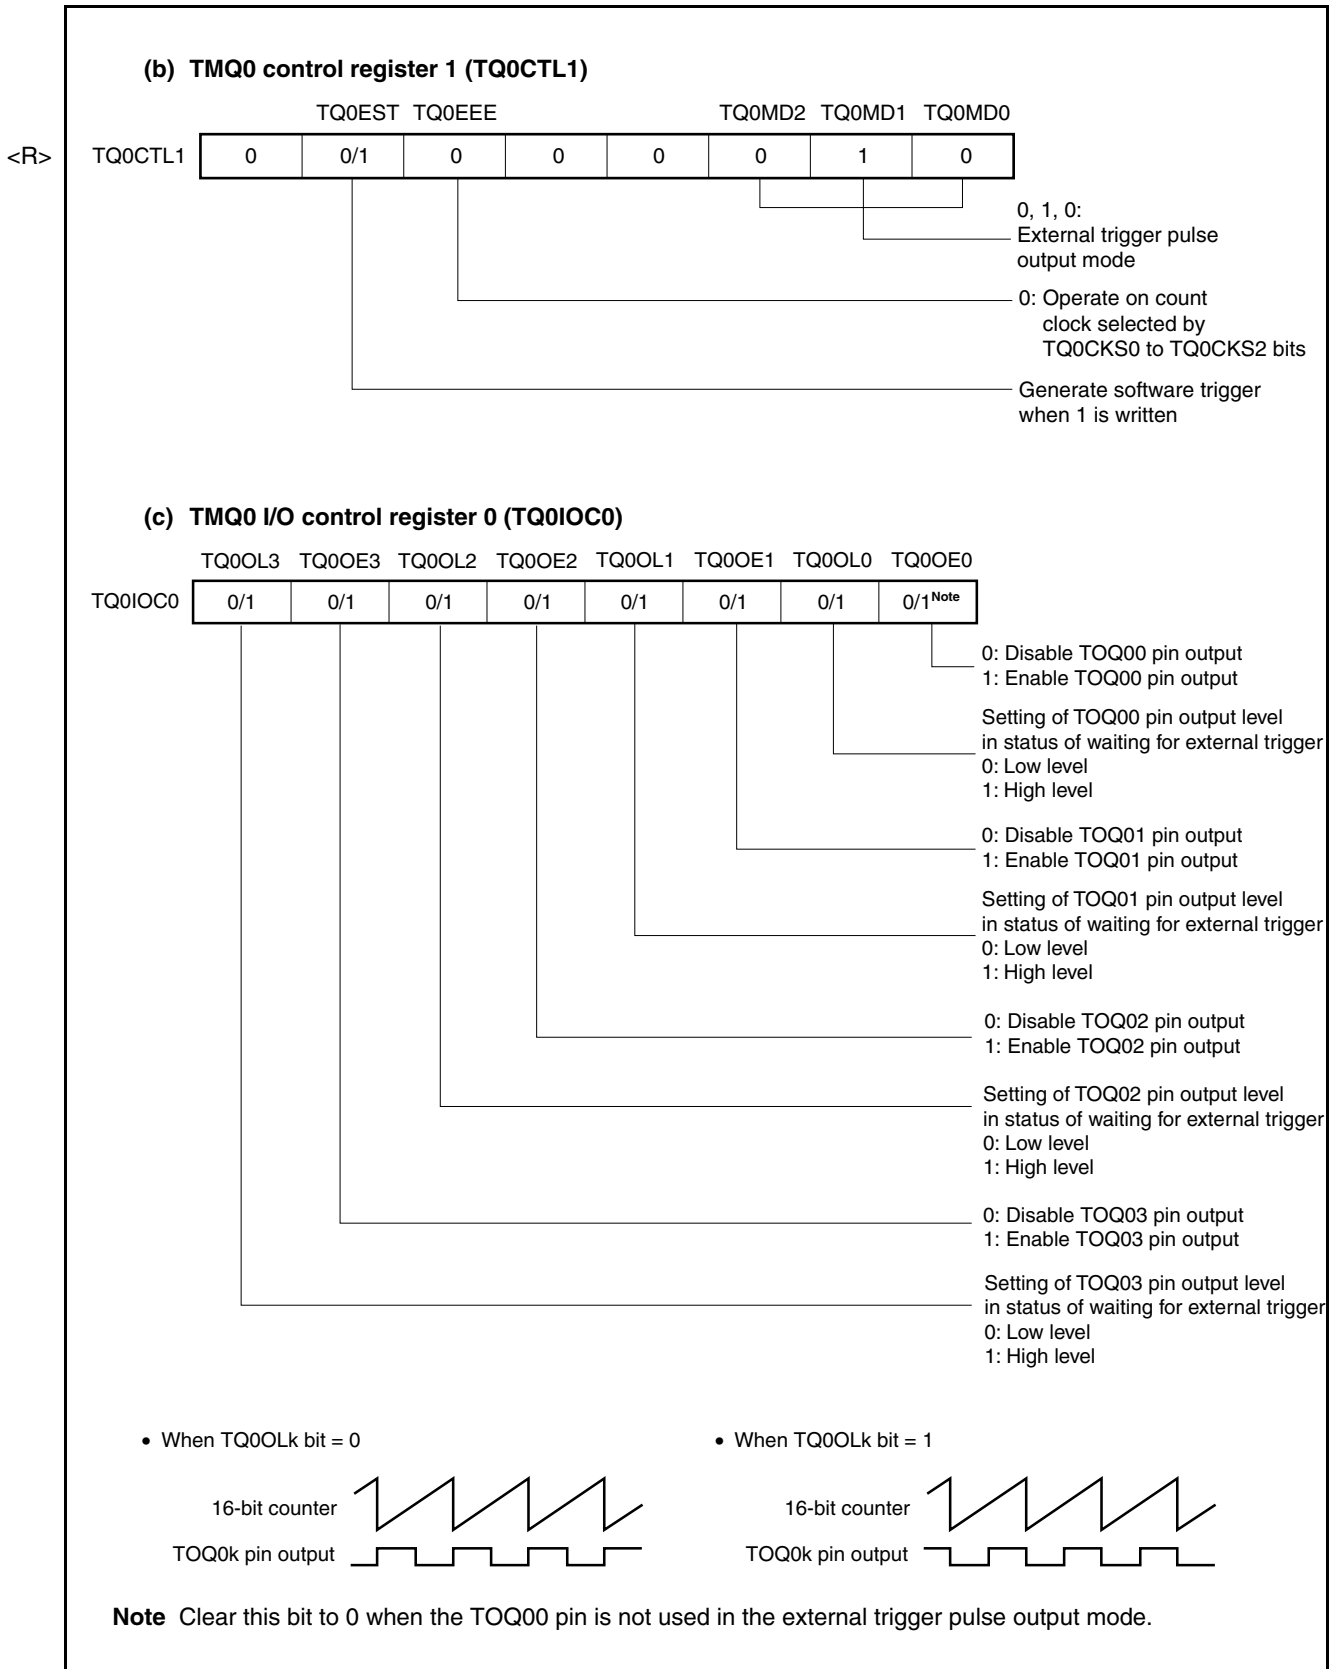 (b) TMQ0 control register 1 (TQ0CTL1)
TQ0EST TQ0EEE TQ0MD2 TQ0MD1 TQ0MD0
<R> TQ0CTL1 0 0/1 0 0 0 0 1 0
0, 1, 0:
External trigger pulse
output mode
0: Operate on count
clock selected by
TQ0CKS0 to TQ0CKS2 bits
Generate software trigger
when 1 is written
(c) TMQ0 I/O control register 0 (TQ0IOC0)
TQ0OL3 TQ0OE3 TQ0OL2 TQ0OE2 TQ0OL1 TQ0OE1 TQ0OL0 TQ0OE0
TQ0IOC0 0/1 0/1 0/1 0/1 0/1 0/1 0/1 0/1Note
0: Disable TOQ00 pin output
1: Enable TOQ00 pin output
Setting of TOQ00 pin output level
in status of waiting for external trigger
0: Low level
1: High level
0: Disable TOQ01 pin output
1: Enable TOQ01 pin output
Setting of TOQ01 pin output level
in status of waiting for external trigger
0: Low level
1: High level
0: Disable TOQ02 pin output
1: Enable TOQ02 pin output
Setting of TOQ02 pin output level
in status of waiting for external trigger
0: Low level
1: High level
0: Disable TOQ03 pin output
1: Enable TOQ03 pin output
Setting of TOQ03 pin output level
in status of waiting for external trigger
0: Low level
1: High level
• When TQ0OLk bit = 0
16-bit counter
TOQ0k pin output
• When TQ0OLk bit = 1
16-bit counter
TOQ0k pin output
Note Clear this bit to 0 when the TOQ00 pin is not used in the external trigger pulse output mode.